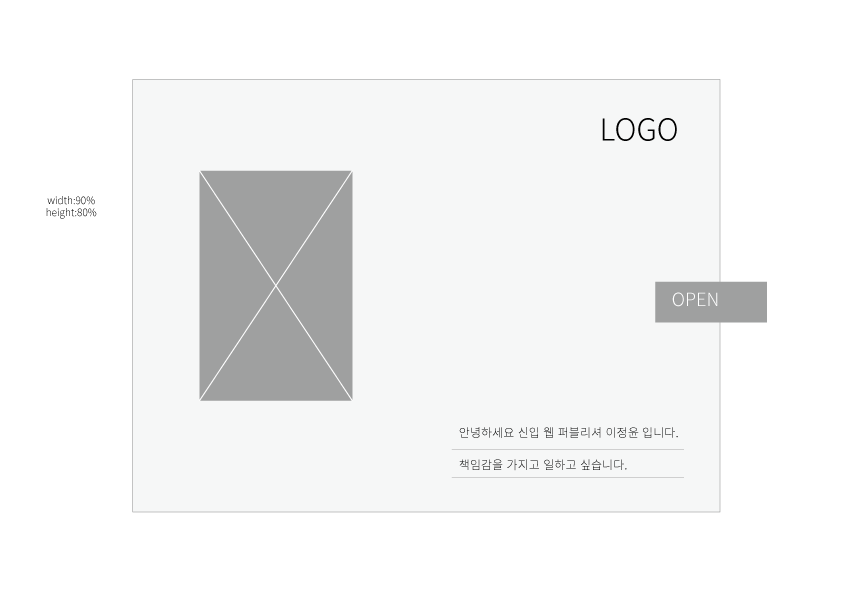 LOGO
width:90%
height:80%
OPEN
안녕하세요 신입 웹 퍼블리셔 이정윤 입니다.
책임감을 가지고 일하고 싶습니다.